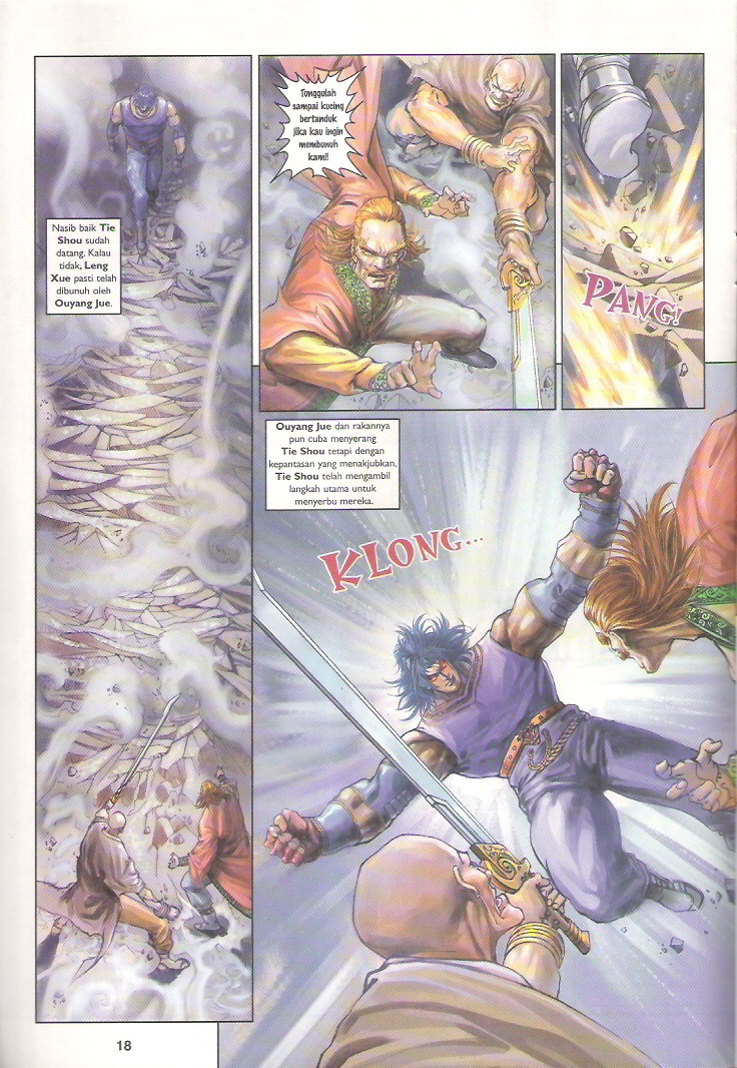 Nasib baik Tie
Shou sudah
datang. Kalau
tidak, Leng
Xue pasti telah
dibunuh oleh
Ouyang Jue.
Tunggulah
sampai kucing
bertanduk
jika kau ingin
membunuh
kami!
PANG!
Ouyang Jue dan rakannya
pun cuba menyerang
Tie Shou tetapi dengan
kepantasan yang menakjubkan,
Tie Shou telah mengambil
langkah utama untuk
menyerbu mereka.
KLONG...
18